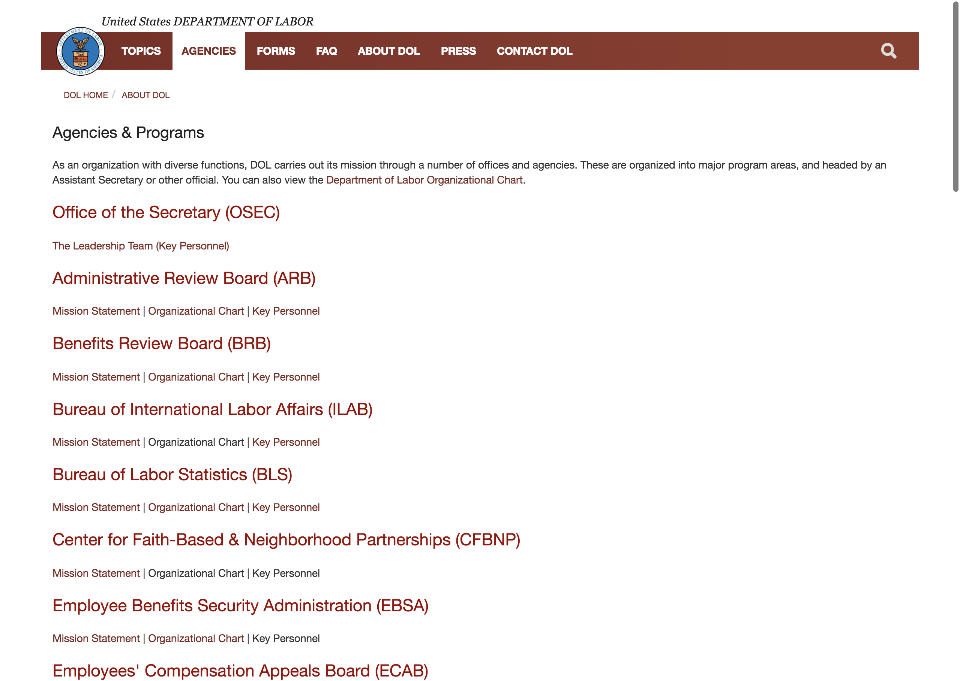 United States DEPARTMENT OF LABOR
TOPICS AGENCIES FORMS FAQ ABOUT DOL PRESS CONTACT DOL
DOL HOME / ABOUT DOL
Agencies & Programs
As an organization with diverse functions, DOL carries out its mission through a number of offices and agencies. These are organized into major program areas, and headed by an
Assistant Secretary or other official. You can also view the Department of Labor Organizational Chart.
Office of the Secretary (OSEC)
The Leadership Team (Key Personnel)
Administrative Review Board (ARB)
Mission Statement | Organizational Chart | Key Personnel
Benefits Review Board (BRB)
Mission Statement | Organizational Chart | Key Personnel
Bureau of International Labor Affairs (ILAB)
Mission Statement | Organizational Chart | Key Personnel
Bureau of Labor Statistics (BLS)
Mission Statement | Organizational Chart | Key Personnel
Center for Faith-Based & Neighborhood Partnerships (CFBNP)
Mission Statement | Organizational Chart | Key Personnel
Employee Benefits Security Administration (EBSA)
Mission Statement | Organizational Chart | Key Personnel
Employees' Compensation Appeals Board (ECAB)